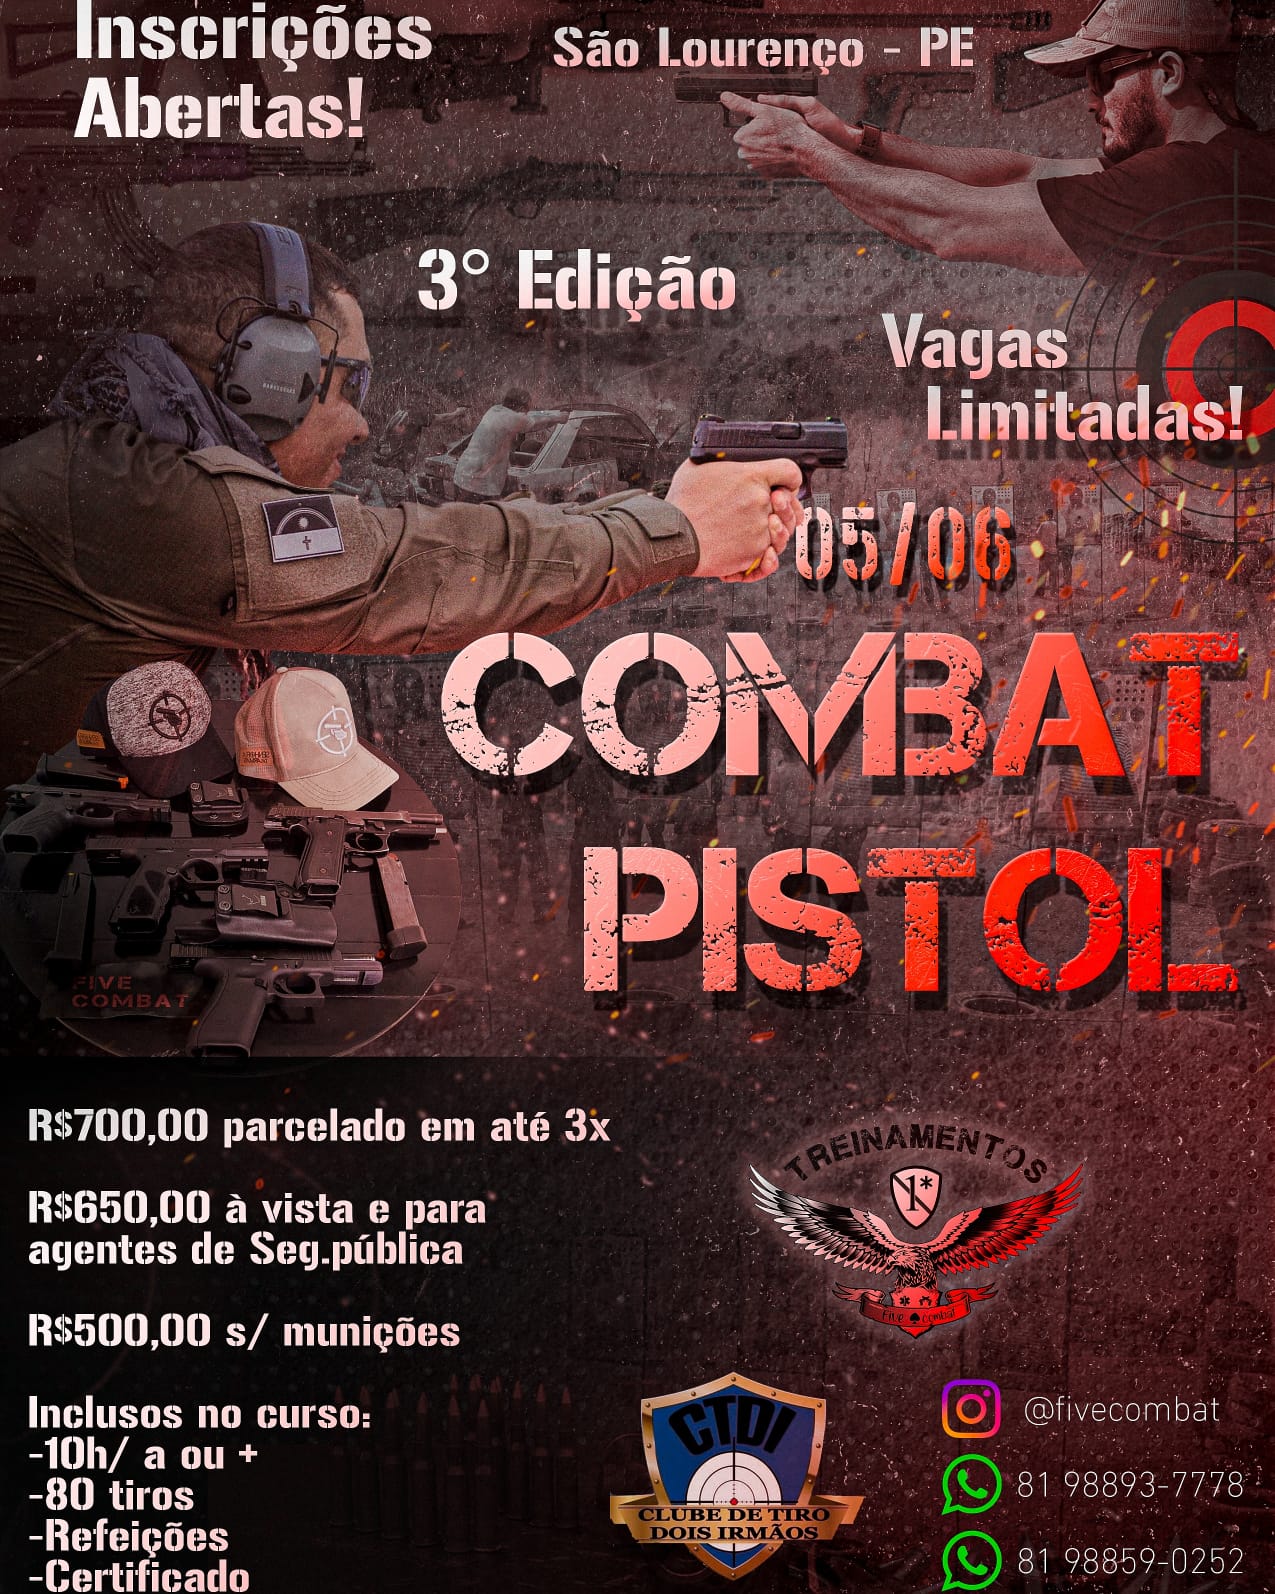 Inscrições
Abertas!
São Lourenço - PE
3° Edição
Vagas
Limitadas!
05/06
COMBAT
PISTOL
FIVE
COMBAT
R$700,00 parcelado em até 3x
R$650,00 à vista e para
agentes de Seg.pública
R$500,00 s/ munições
Inclusos no curso:
-10h/ a ou +
-80 tiros
-Refeições
-Certificado
TREINAMENTOS
Five combat
CTDI
CLUBE DE TIRO
DOIS IRMÃOS
@fivecombat
81 98893-7778
81 98859-0252